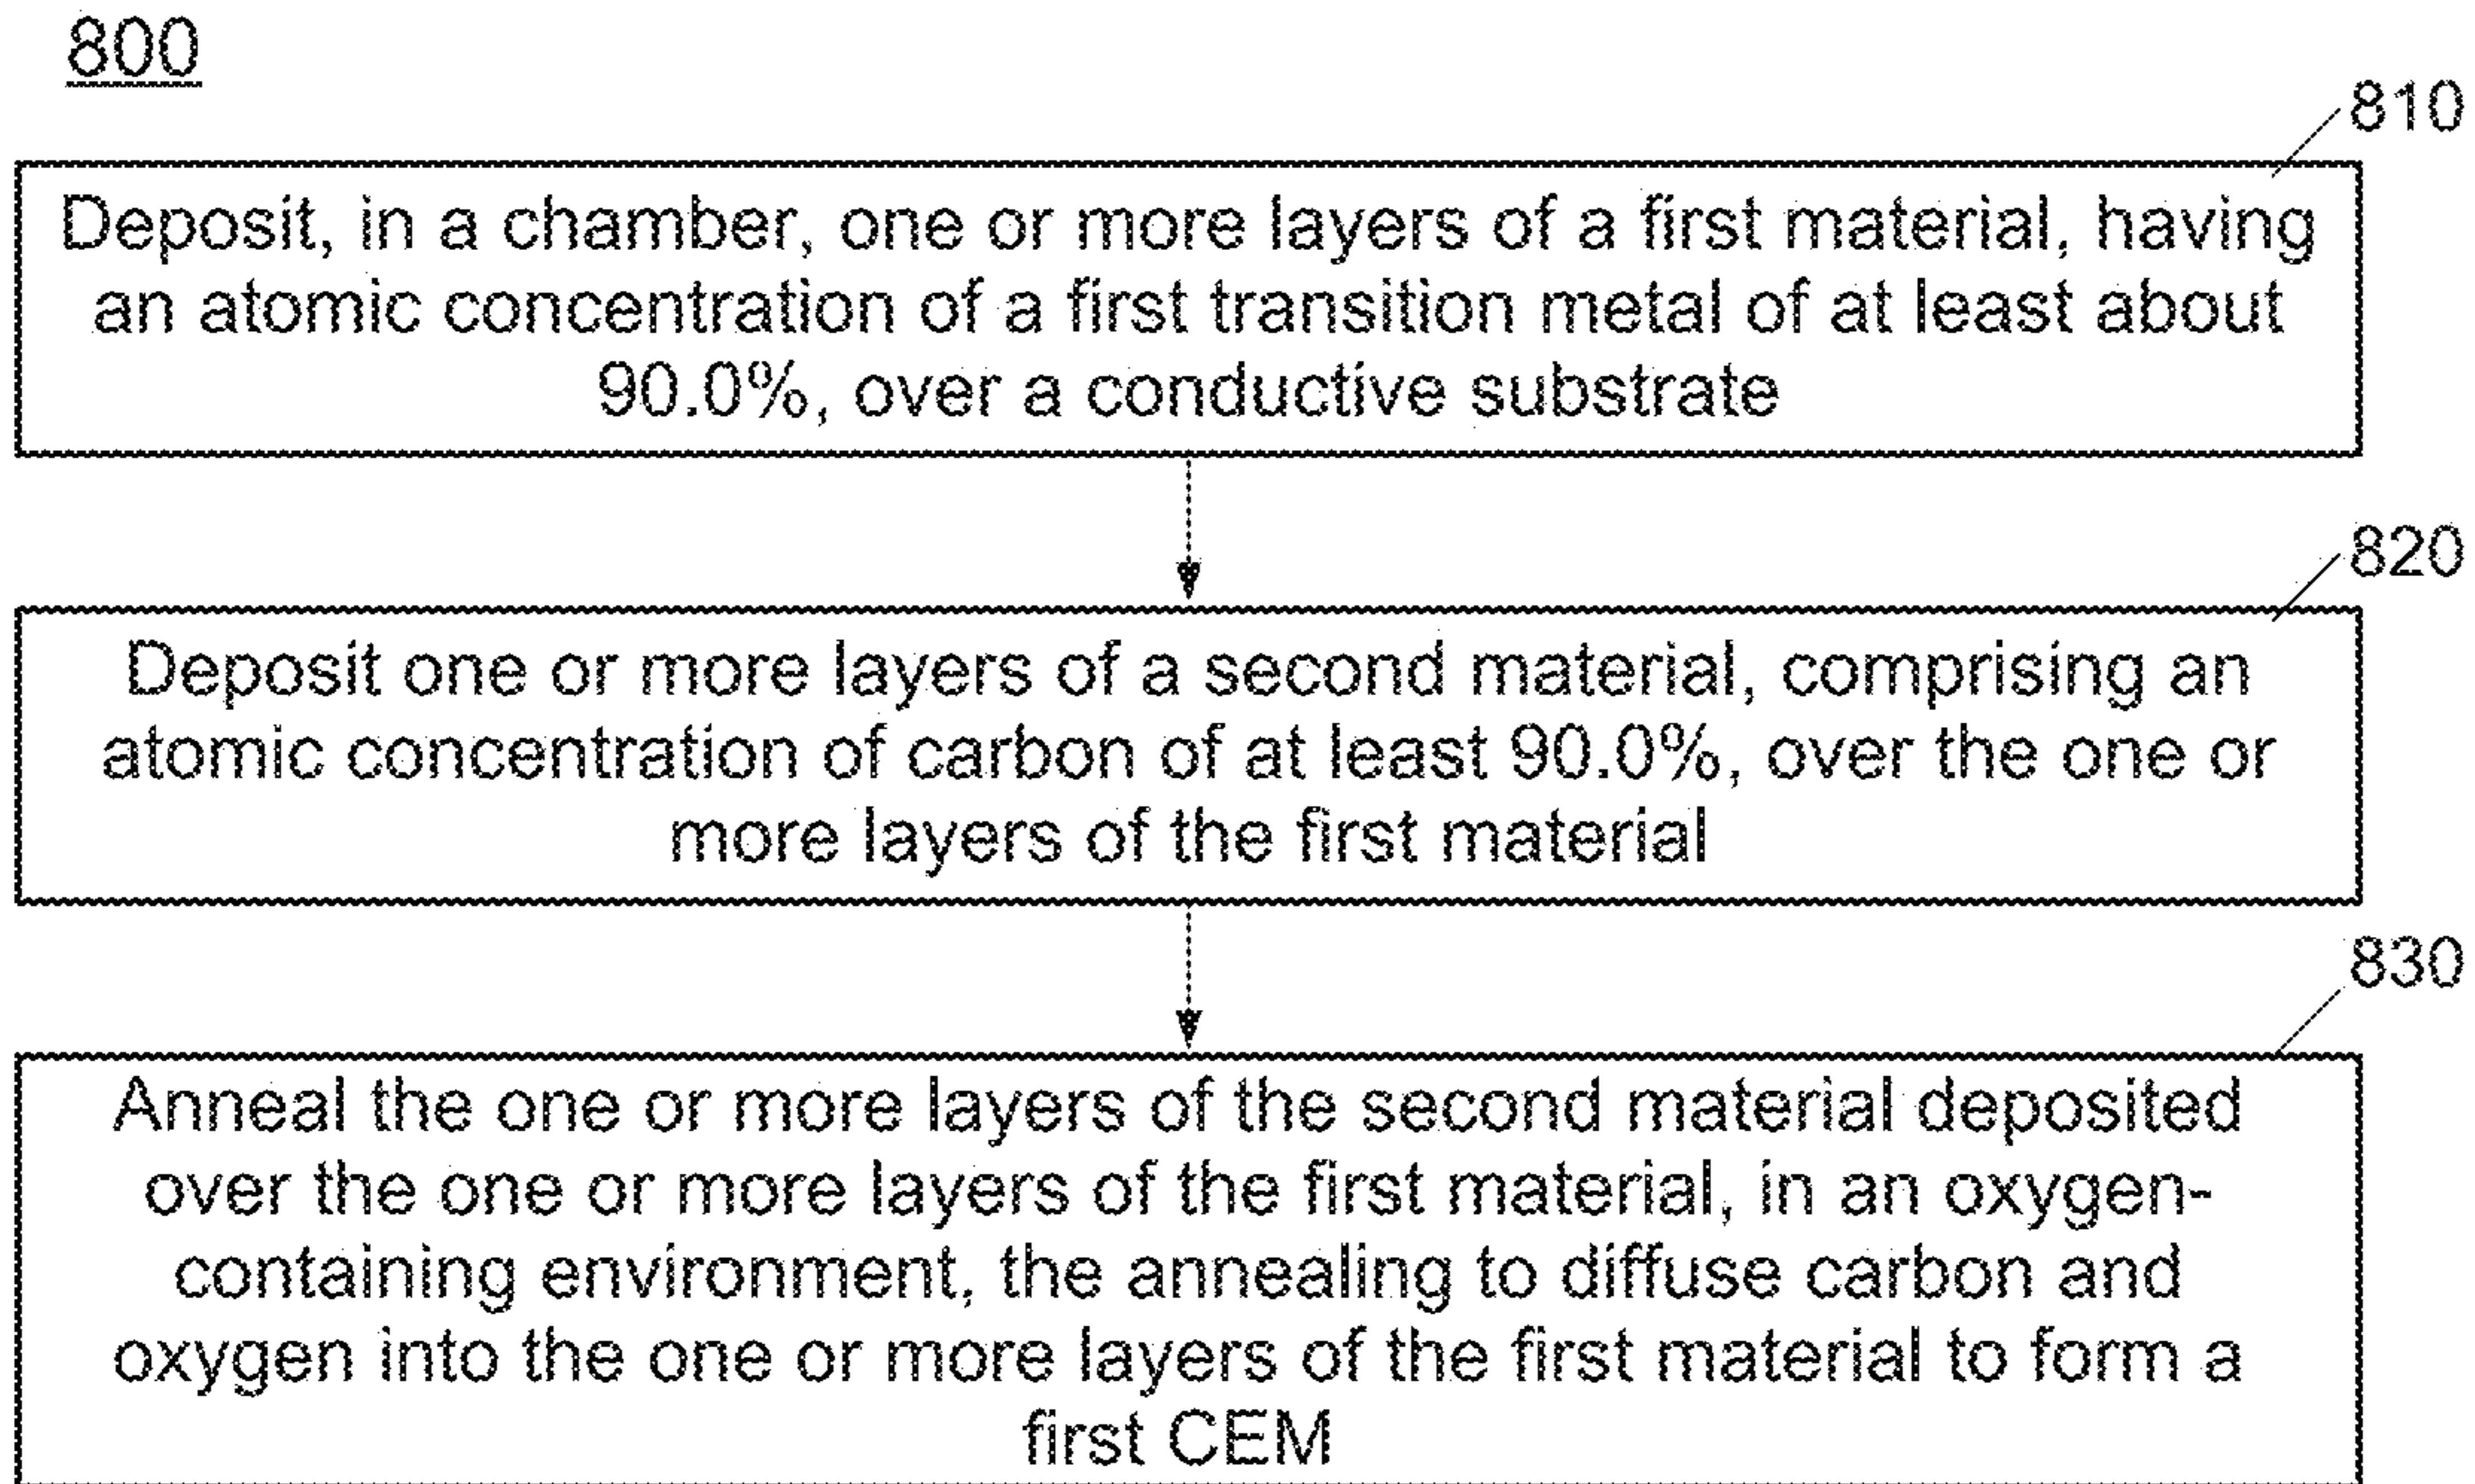 800
810
Deposit, in a chamber, one or more layers of a first material, having
an atomic concentration of a first transition metal of at least about
90.0%, over a conductive substrate
820
Deposit one or more layers of a second material, comprising an
atomic concentration of carbon of at least 90.0%, over the one or
more layers of the first material
830
Anneal the one or more layers of the second material deposited
over the one or more layers of the first material, in an oxygen-
containing environment, the annealing to diffuse carbon and
oxygen into the one or more layers of the first material to form a
first CEM